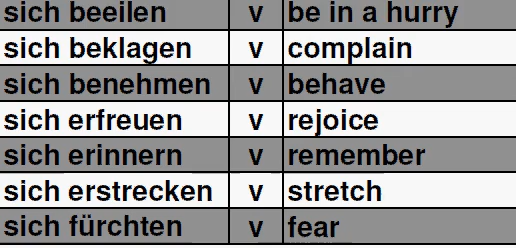 sich beeilen v be in a hurry
sich beklagen v complain
sich benehmen v behave
sich erfreuen v rejoice
sich erinnern v remember
sich erstrecken v stretch
sich fürchten v fear